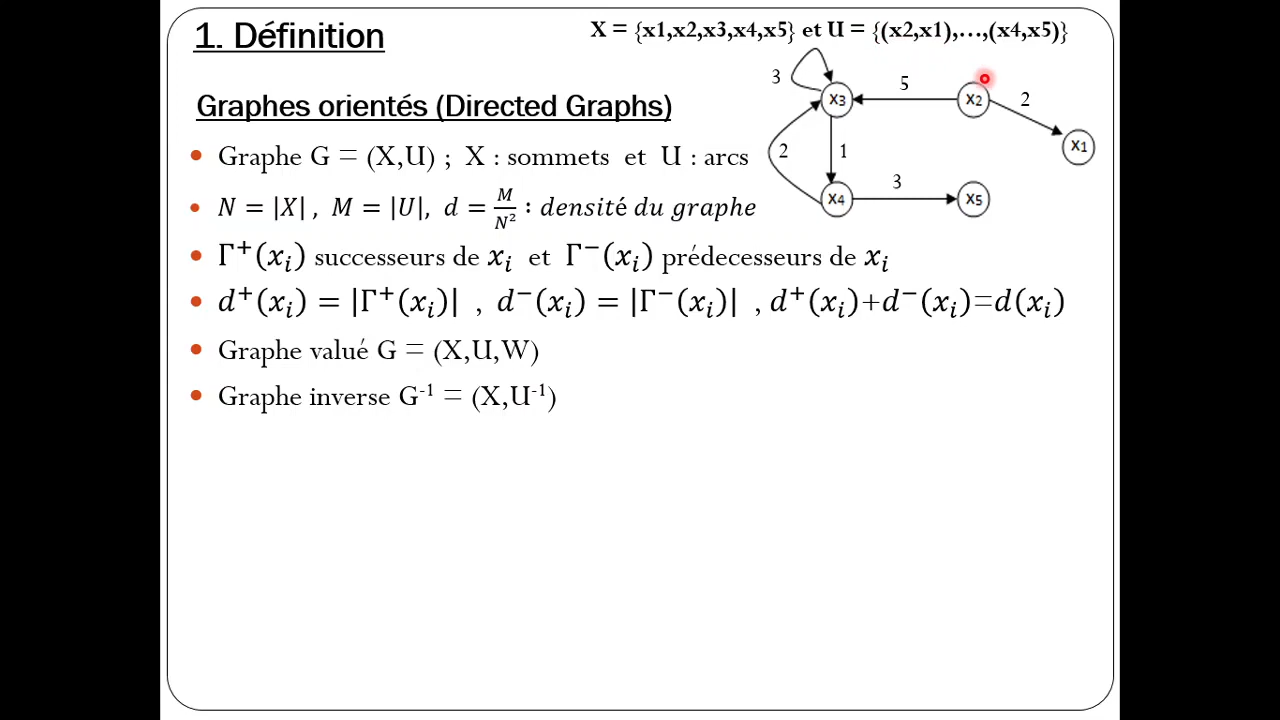 1. Définition
X = {x1,x2,x3,x4,x5} et U = {(x2,x1),…,(x4,x5)}
Graphes orientés (Directed Graphs)
• Graphe G = (X,U) ; X : sommets et U : arcs
• N = |X| , M = |U|, d = M/N² : densité du graphe
• Γ⁺(xᵢ) successeurs de xᵢ et Γ⁻(xᵢ) prédecesseurs de xᵢ
• d⁺(xᵢ) = |Γ⁺(xᵢ)| , d⁻(xᵢ) = |Γ⁻(xᵢ)| , d⁺(xᵢ)+d⁻(xᵢ)=d(xᵢ)
• Graphe valué G = (X,U,W)
• Graphe inverse G⁻¹ = (X,U⁻¹)
3
X3
5
X2
2
X1
2
1
X4
3
X5